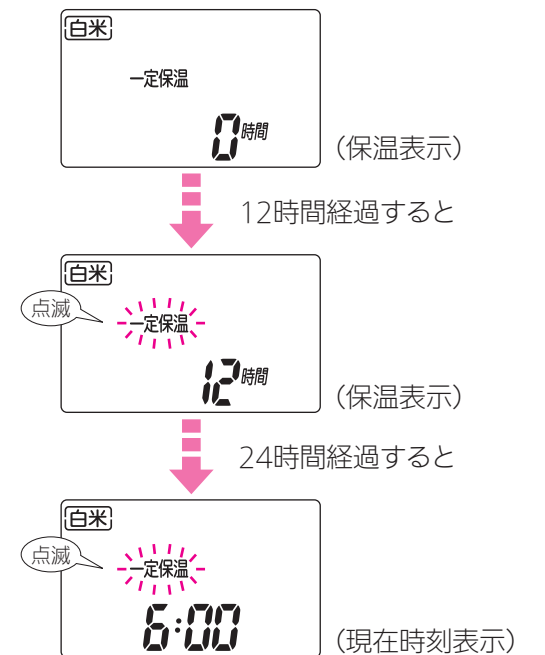 白米
一定保温
0時間
(保温表示)
12時間経過すると
白米
点滅
一定保温
12時間
(保温表示)
24時間経過すると
白米
点滅
一定保温
6:00
(現在時刻表示)